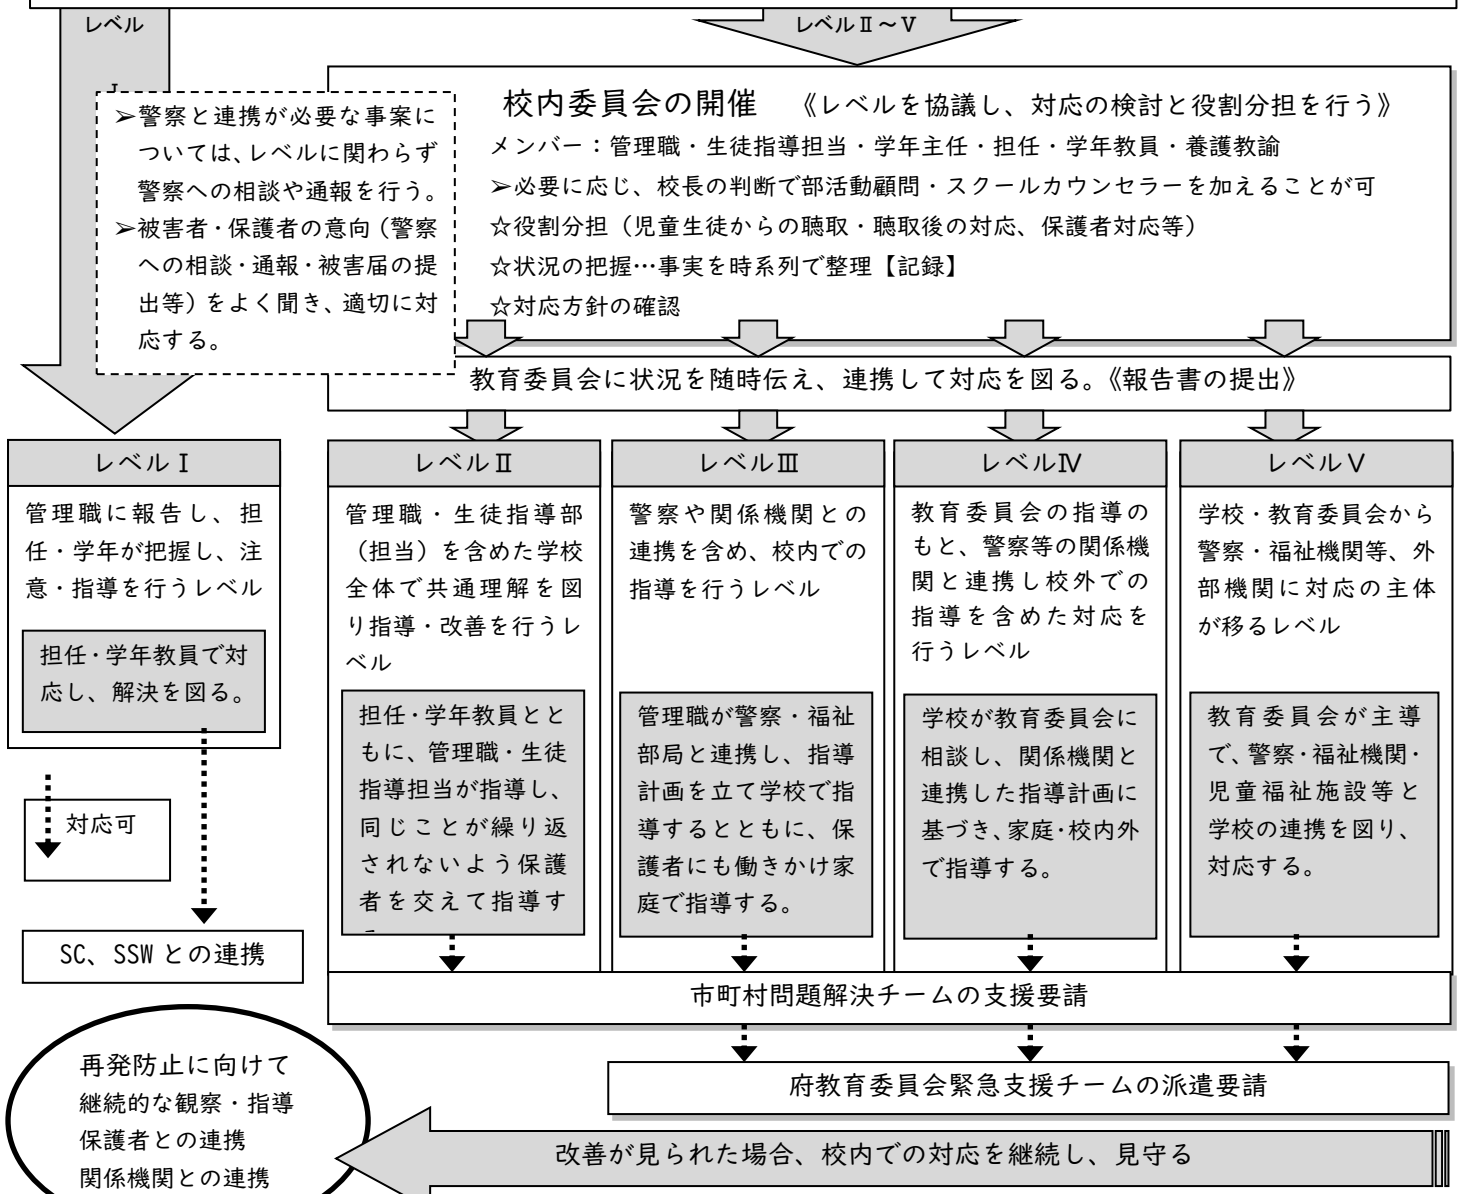 レベル
Ⅰ
レベルⅡ～Ⅴ
➢警察と連携が必要な事案に
ついては、レベルに関わらず
警察への相談や通報を行う。
➢被害者・保護者の意向（警察
への相談・通報・被害届の提
出等）をよく聞き、適切に対
応する。
校内委員会の開催　《レベルを協議し、対応の検討と役割分担を行う》
メンバー：管理職・生徒指導担当・学年主任・担任・学年教員・養護教諭
➢必要に応じ、校長の判断で部活動顧問・スクールカウンセラーを加えることが可
☆役割分担（児童生徒からの聴取・聴取後の対応、保護者対応等）
☆状況の把握…事実を時系列で整理【記録】
☆対応方針の確認
教育委員会に状況を随時伝え、連携して対応を図る。《報告書の提出》
レベルⅠ
管理職に報告し、担
任・学年が把握し、注
意・指導を行うレベル
担任・学年教員で対
応し、解決を図る。
対応可
SC、SSWとの連携
レベルⅡ
管理職・生徒指導部
（担当）を含めた学校
全体で共通理解を図
り指導・改善を行うレ
ベル
担任・学年教員とと
もに、管理職・生徒
指導担当が指導し、
同じことが繰り返
されないよう保護
者を交えて指導す
レベルⅢ
警察や関係機関との
連携を含め、校内での
指導を行うレベル
管理職が警察・福祉
部局と連携し、指導
計画を立て学校で指
導するとともに、保
護者にも働きかけ家
庭で指導する。
レベルⅣ
教育委員会の指導の
もと、警察等の関係機
関と連携し校外での
指導を含めた対応を
行うレベル
学校が教育委員会に
相談し、関係機関と
連携した指導計画に
基づき、家庭・校内外
で指導する。
レベルⅤ
学校・教育委員会から
警察・福祉機関等、外
部機関に対応の主体
が移るレベル
教育委員会が主導
で、警察・福祉機関・
児童福祉施設等と
学校の連携を図り、
対応する。
市町村問題解決チームの支援要請
府教育委員会緊急支援チームの派遣要請
再発防止に向けて
継続的な観察・指導
保護者との連携
関係機関との連携
改善が見られた場合、校内での対応を継続し、見守る